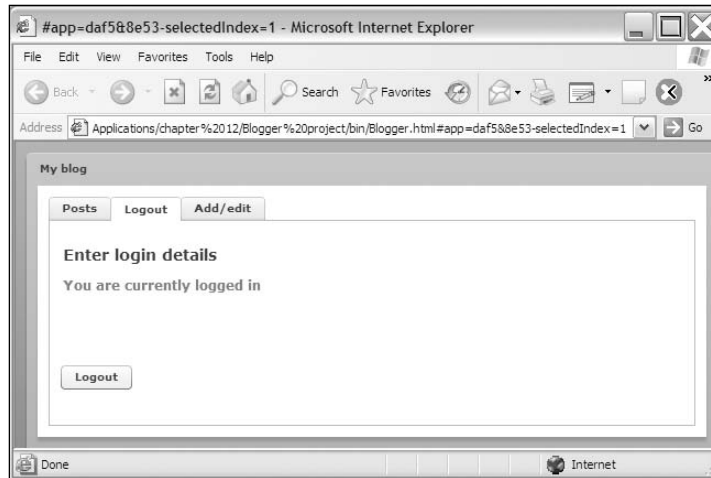 #app=daf5&8e53-selectedIndex=1 - Microsoft Internet Explorer
File Edit View Favorites Tools Help
Back Search Favorites »
Address Applications/chapter%2012/Blogger%20project/bin/Blogger.html#app=daf5&8e53-selectedIndex=1 Go
My blog
Posts Logout Add/edit
Enter login details
You are currently logged in
Logout
Done Internet